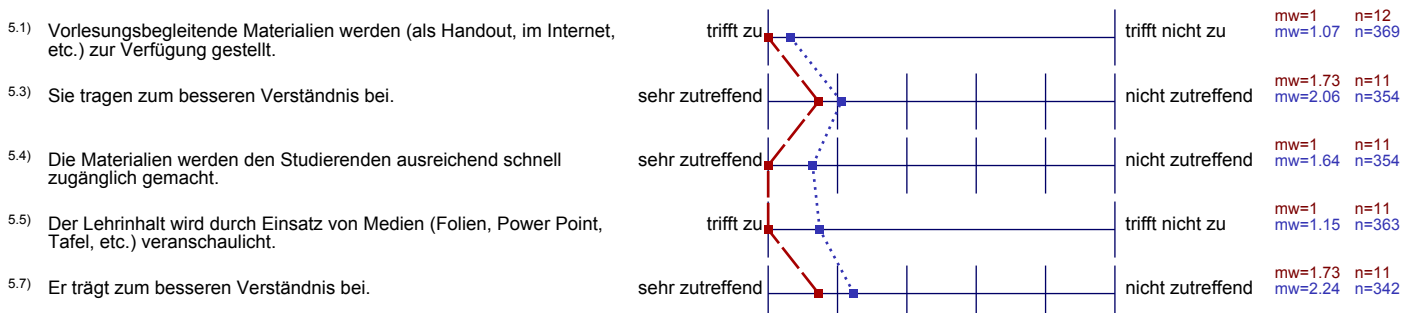 5.1) Vorlesungsbegleitende Materialien werden (als Handout, im Internet, etc.) zur Verfügung gestellt.
trifft zu
trifft nicht zu
mw=1 n=12
mw=1.07 n=369
5.3) Sie tragen zum besseren Verständnis bei.
sehr zutreffend
nicht zutreffend
mw=1.73 n=11
mw=2.06 n=354
5.4) Die Materialien werden den Studierenden ausreichend schnell
zugänglich gemacht.
sehr zutreffend
nicht zutreffend
mw=1 n=11
mw=1.64 n=354
5.5) Der Lehrinhalt wird durch Einsatz von Medien (Folien, Power Point,
Tafel, etc.) veranschaulicht.
trifft zu
trifft nicht zu
mw=1 n=11
mw=1.15 n=363
5.7) Er trägt zum besseren Verständnis bei.
sehr zutreffend
nicht zutreffend
mw=1.73 n=11
mw=2.24 n=342